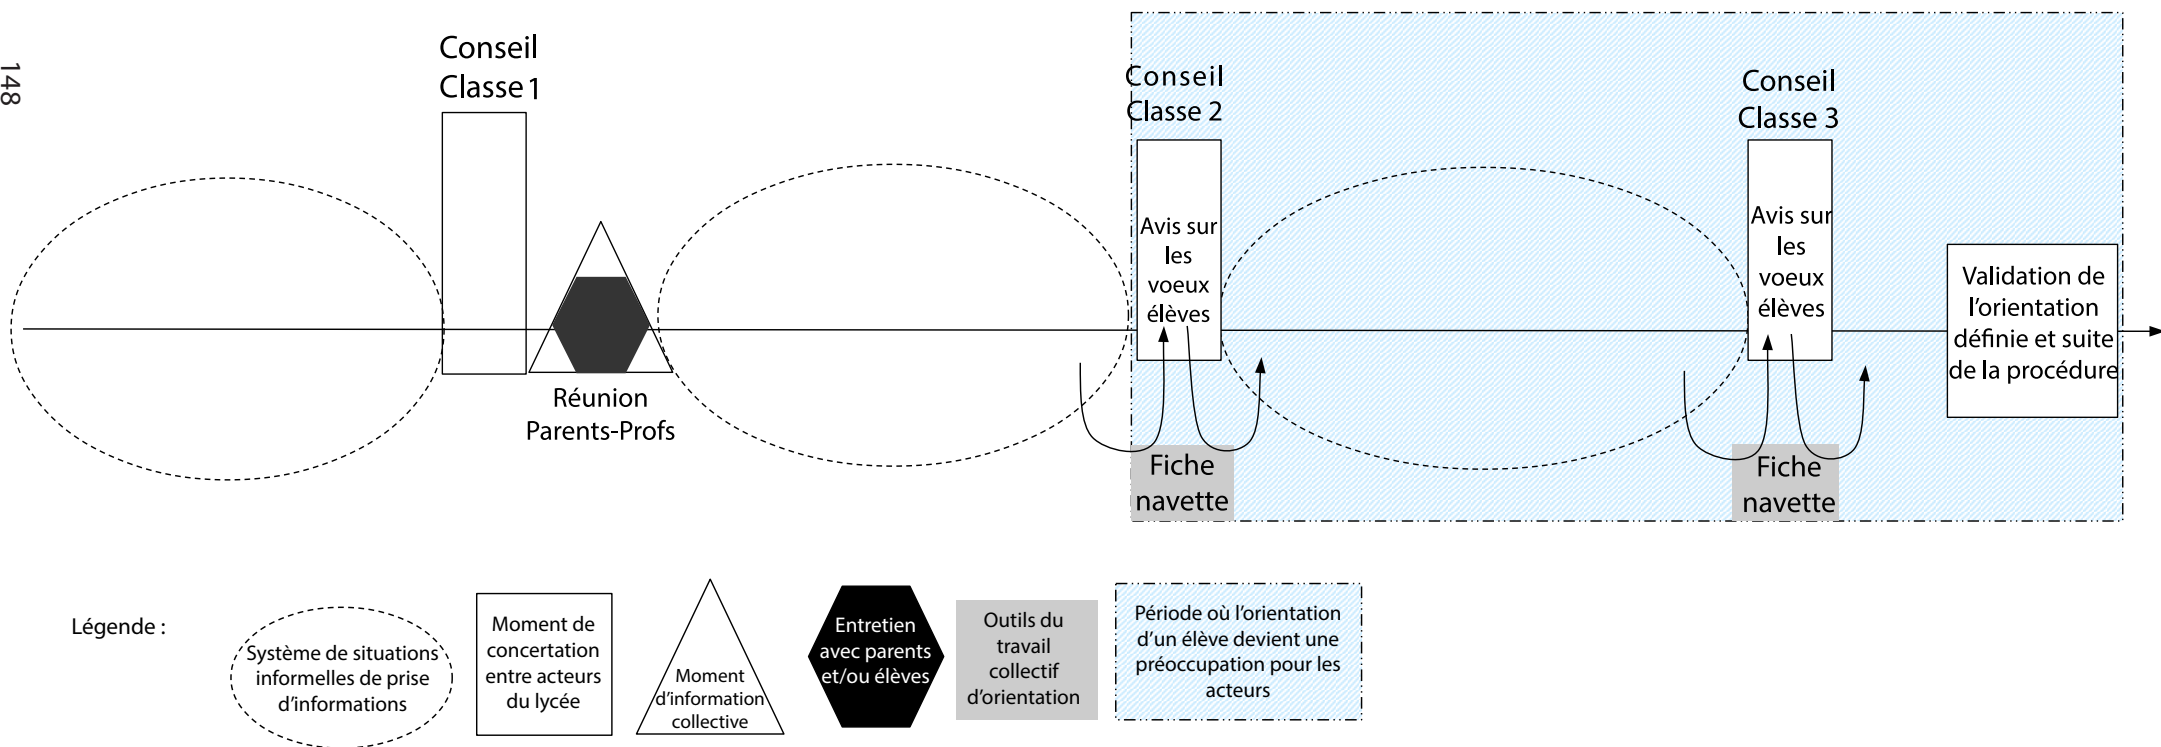 148
Conseil
Classe 1
Réunion
Parents-Profs
Conseil
Classe 2
Avis sur
les
voeux
élèves
Fiche
navette
Conseil
Classe 3
Avis sur
les
voeux
élèves
Fiche
navette
Validation de
l'orientation
définie et suite
de la procédure
Légende :
Système de situations
informelles de prise
d'informations
Moment de
concertation
entre acteurs
du lycée
Moment
d'information
collective
Entretien
avec parents
et/ou élèves
Outils du
travail
collectif
d'orientation
Période où l'orientation
d'un élève devient une
préoccupation pour les
acteurs